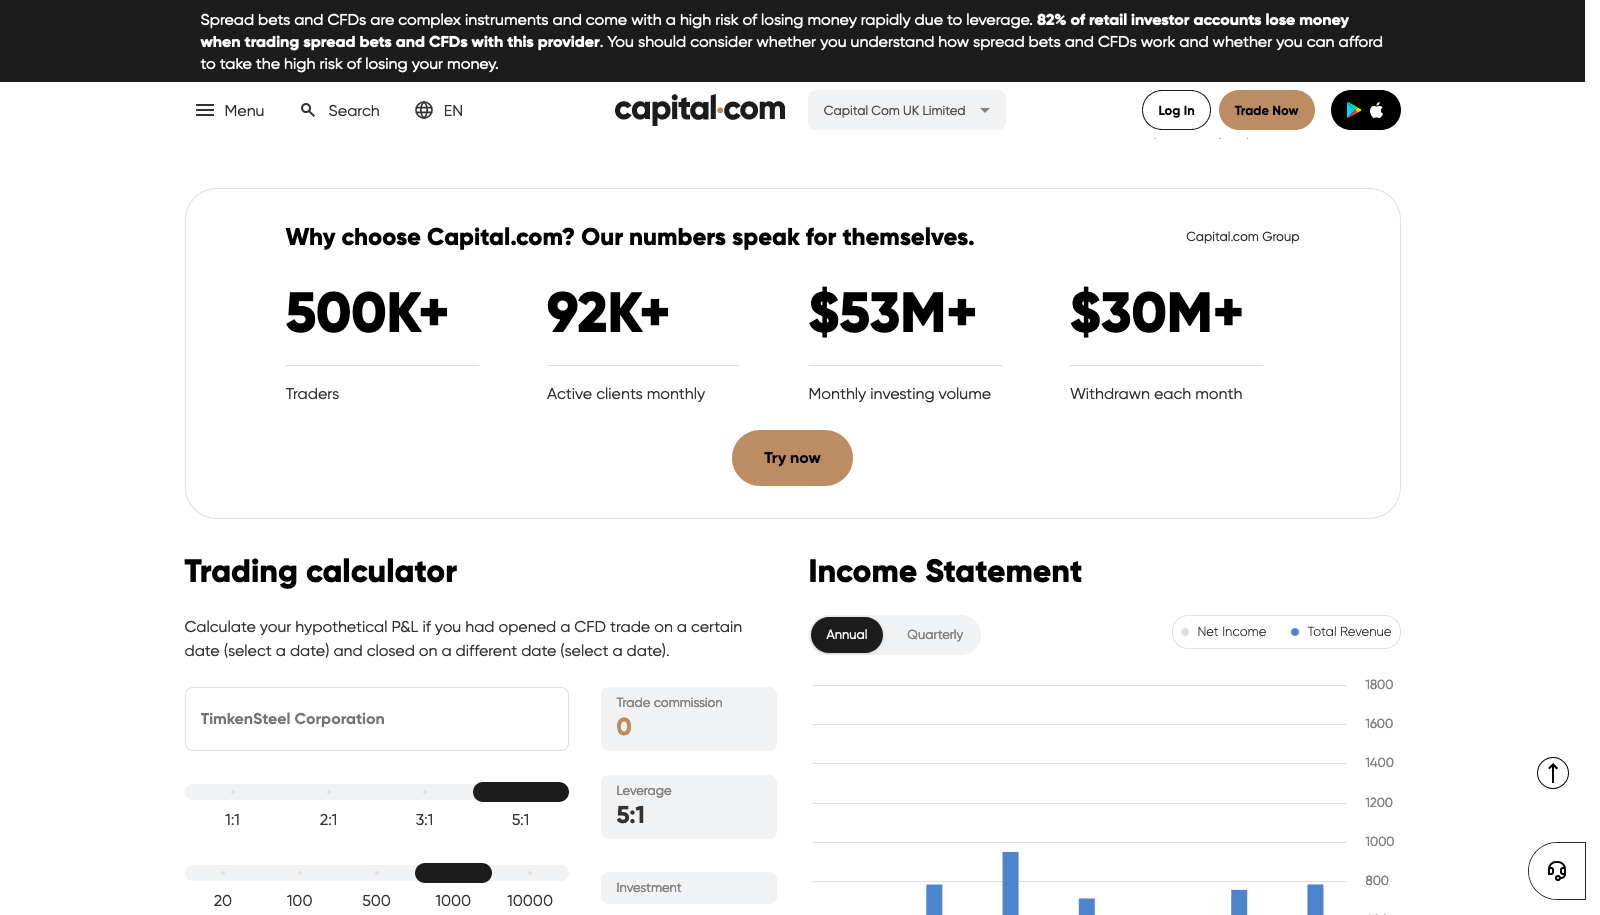 Spread bets and CFDs are complex instruments and come with a high risk of losing money rapidly due to leverage. 82% of retail investor accounts lose money
when trading spread bets and CFDs with this provider. You should consider whether you understand how spread bets and CFDs work and whether you can afford
to take the high risk of losing your money.
Menu Search EN capital.com Capital Com UK Limited Log In Trade Now
Why choose Capital.com? Our numbers speak for themselves. Capital.com Group
500K+ 92K+ $53M+ $30M+
Traders Active clients monthly Monthly investing volume Withdrawn each month
Try now
Trading calculator
Calculate your hypothetical P&L if you had opened a CFD trade on a certain
date (select a date) and closed on a different date (select a date).
TimkenSteel Corporation
Trade commission
0
1:1 2:1 3:1 5:1
Leverage
5:1
20 100 500 1000 10000
Investment
Income Statement
Annual Quarterly
Net Income Total Revenue
1800
1600
1400
1200
1000
800